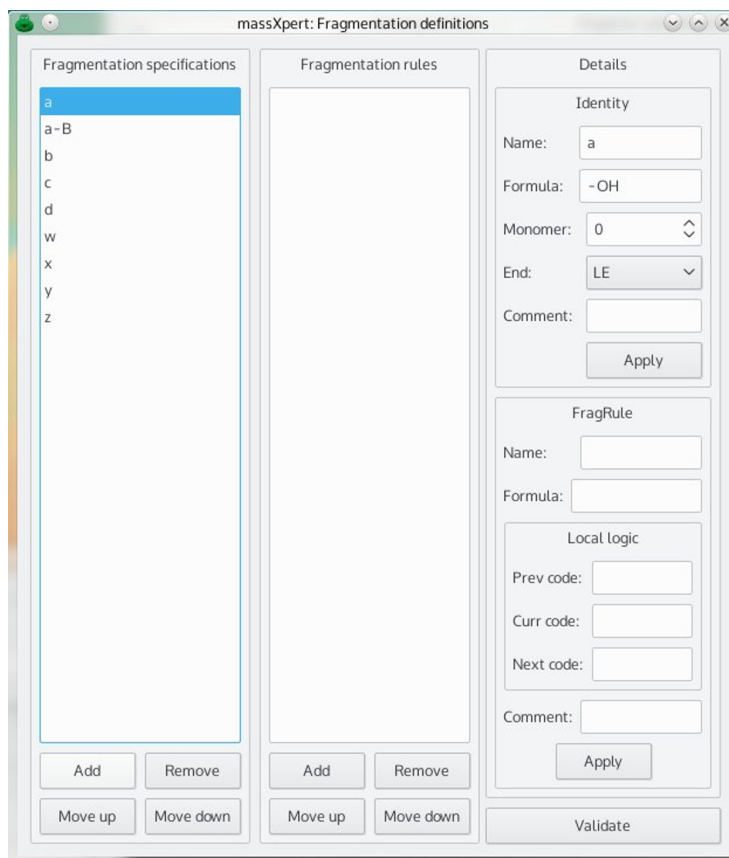 massXpert: Fragmentation definitions
Fragmentation specifications
a
a-B
b
c
d
w
x
y
z
Add Remove
Move up Move down
Fragmentation rules
Add Remove
Move up Move down
Details
Identity
Name: a
Formula: -OH
Monomer: 0
End: LE
Comment:
Apply
FragRule
Name:
Formula:
Local logic
Prev code:
Curr code:
Next code:
Comment:
Apply
Validate